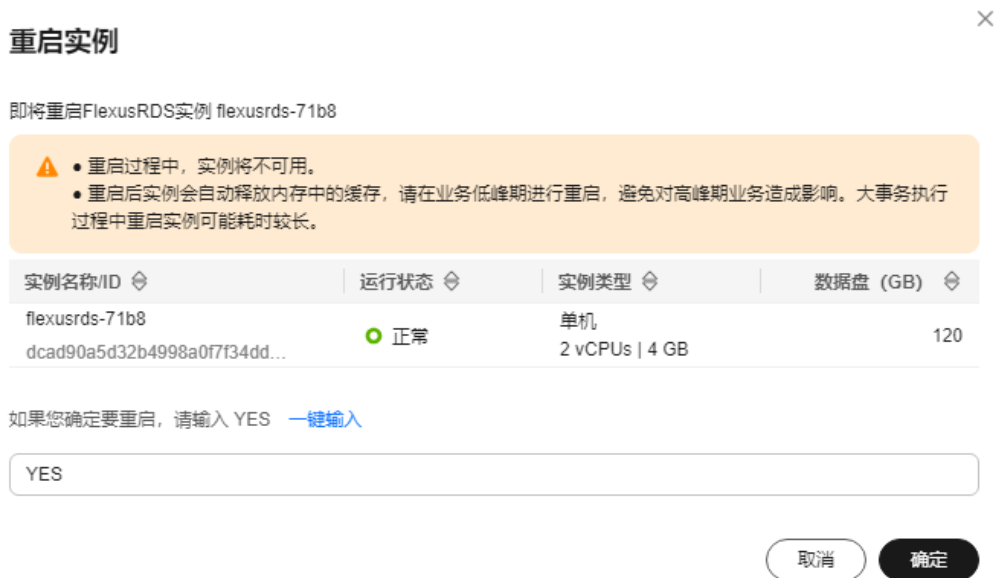 重启实例
即将重启FlexusRDS实例 flexusrds-71b8
● 重启过程中，实例将不可用。
● 重启后实例会自动释放内存中的缓存，请在业务低峰期进行重启，避免对高峰期业务造成影响。大事务执行
过程中重启实例可能耗时较长。
实例名称/ID 运行状态 实例类型 数据盘（GB）
flexusrds-71b8
dcad90a5d32b4998a0f7f34dd...
正常
单机
2 vCPUs | 4 GB
120
如果您确定要重启，请输入 YES 一键输入
YES
取消 确定